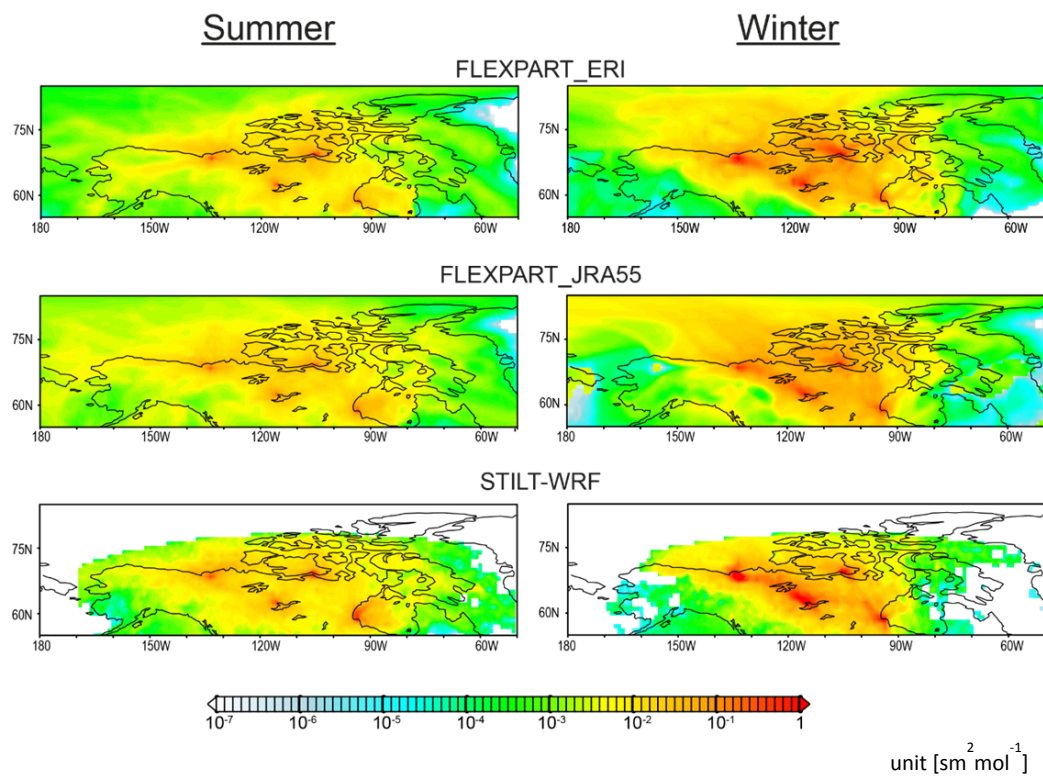 Summer Winter
FLEXPART_ERI
75N 75N
60N 60N
180 150W 120W 90W 60W 180 150W 120W 90W 60W
FLEXPART_JRA55
75N 75N
60N 60N
180 150W 120W 90W 60W 180 150W 120W 90W 60W
STILT-WRF
75N 75N
60N 60N
180 150W 120W 90W 60W 180 150W 120W 90W 60W
10⁻⁷ 10⁻⁶ 10⁻⁵ 10⁻⁴ 10⁻³ 10⁻² 10⁻¹ 1
unit [sm² mol⁻¹]